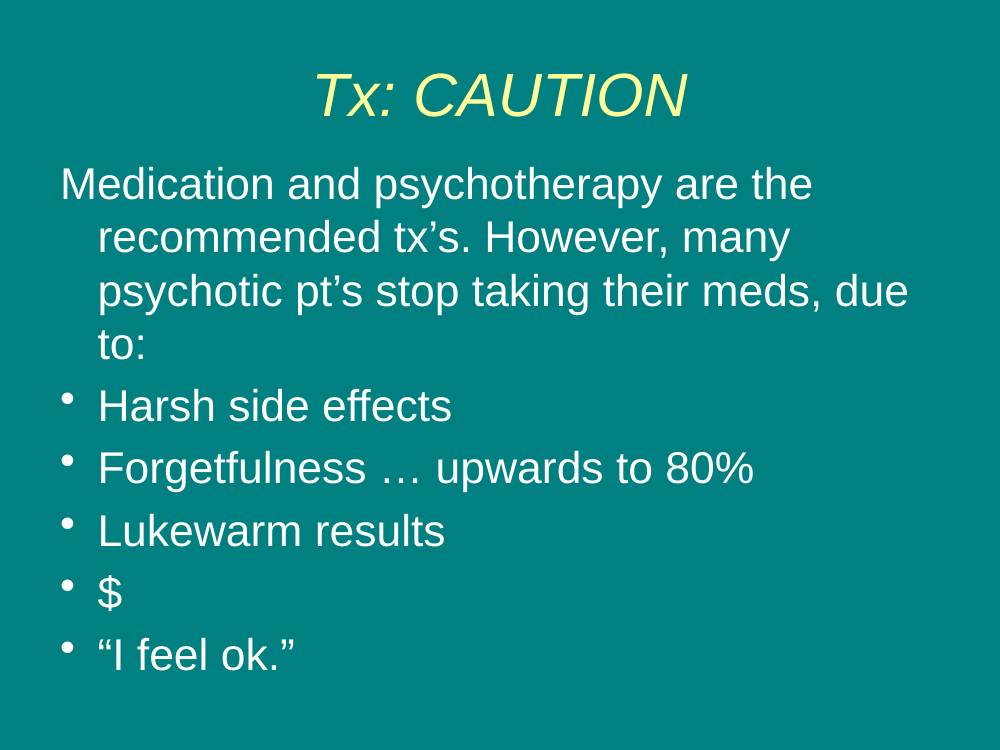 Tx: CAUTION
Medication and psychotherapy are the
recommended tx’s. However, many
psychotic pt’s stop taking their meds, due
to:
• Harsh side effects
• Forgetfulness … upwards to 80%
• Lukewarm results
• $
• “I feel ok.”